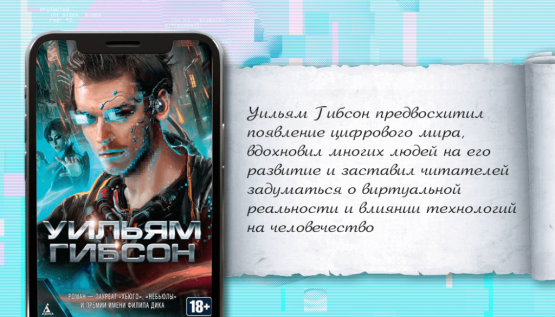 УИЛЬЯМ
ГИБСОН
РОМАН — ЛАУРЕАТ «ХЬЮГО», «НЕБЬЮЛЫ»
И ПРЕМИИ ИМЕНИ ФИЛИПА ДИКА
18+
Уильям Гибсон предвосхитил
появление цифрового мира,
вдохновил многих людей на его
развитие и заставил читателей
задуматься о виртуальной
реальности и влиянии технологий
на человечество